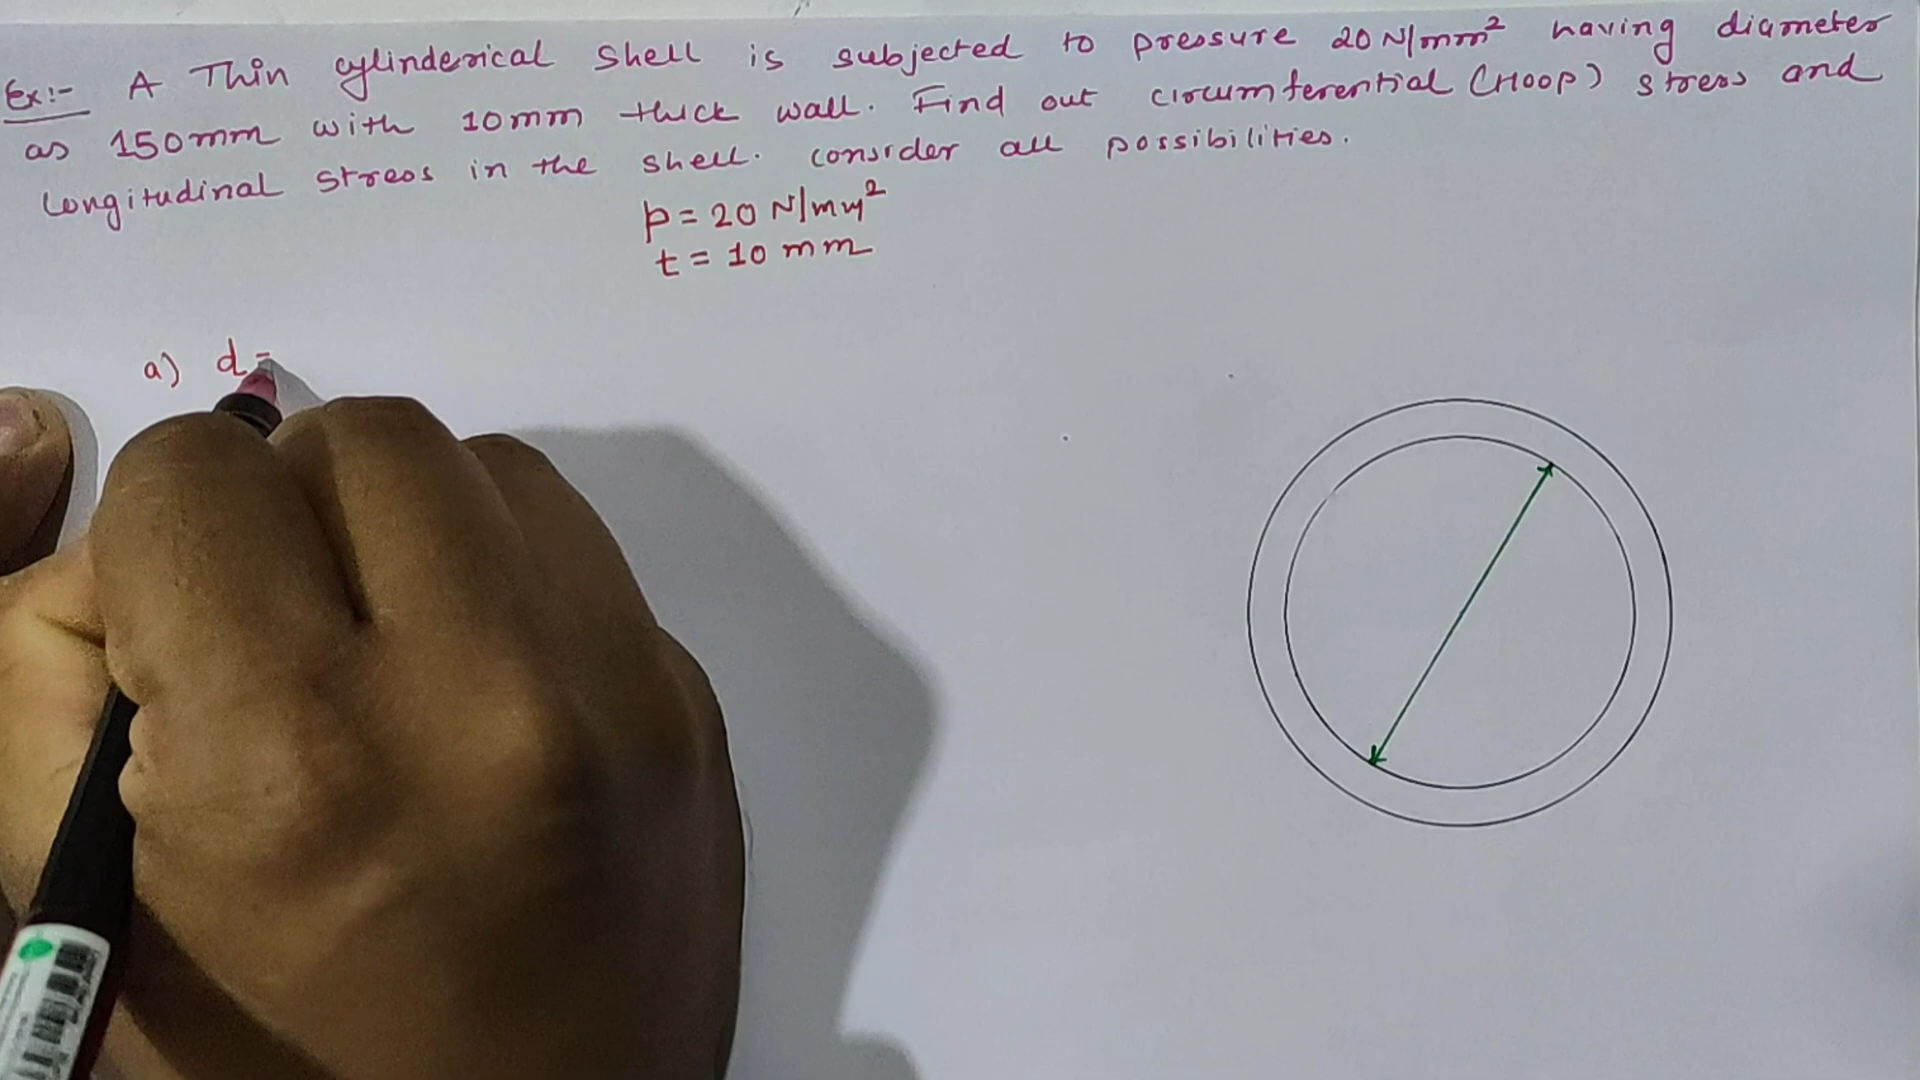 Ex:- A Thin cylinderical shell is subjected to pressure 20 N/mm² having diameter
as 150mm with 10mm thick wall. Find out circumferential (Hoop) stress and
Longitudinal stress in the shell. consider all possibilities.
p = 20 N/mm²
t = 10 mm
a) d =